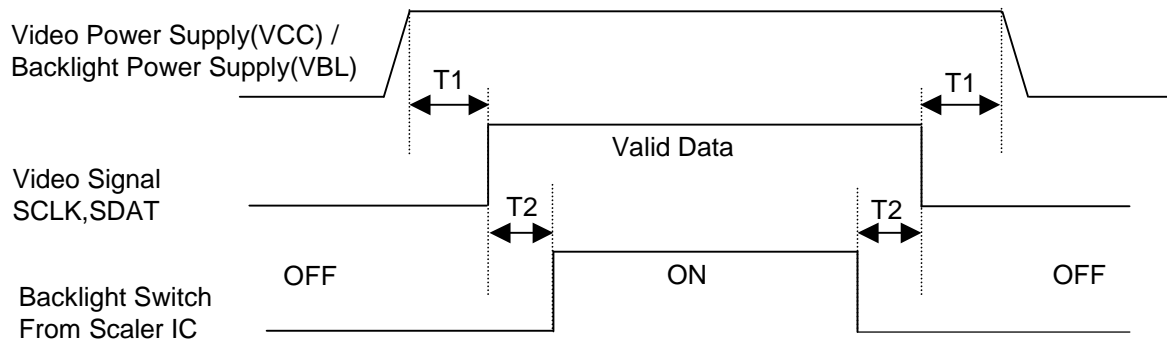 Video Power Supply(VCC) /
Backlight Power Supply(VBL)
T1
T1
Valid Data
Video Signal
SCLK,SDAT
T2
T2
OFF
ON
OFF
Backlight Switch
From Scaler IC